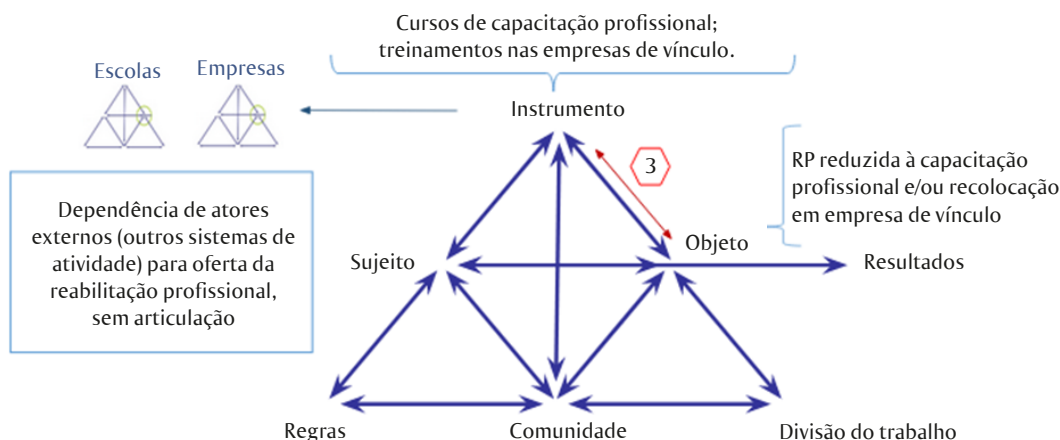 Cursos de capacitação profissional;
treinamentos nas empresas de vínculo.
Escolas
Empresas
Instrumento
3
RP reduzida à capacitação
profissional e/ou recolocação
em empresa de vínculo
Dependência de atores
externos (outros sistemas de
atividade) para oferta da
reabilitação profissional,
sem articulação
Sujeito
Objeto
Resultados
Regras
Comunidade
Divisão do trabalho